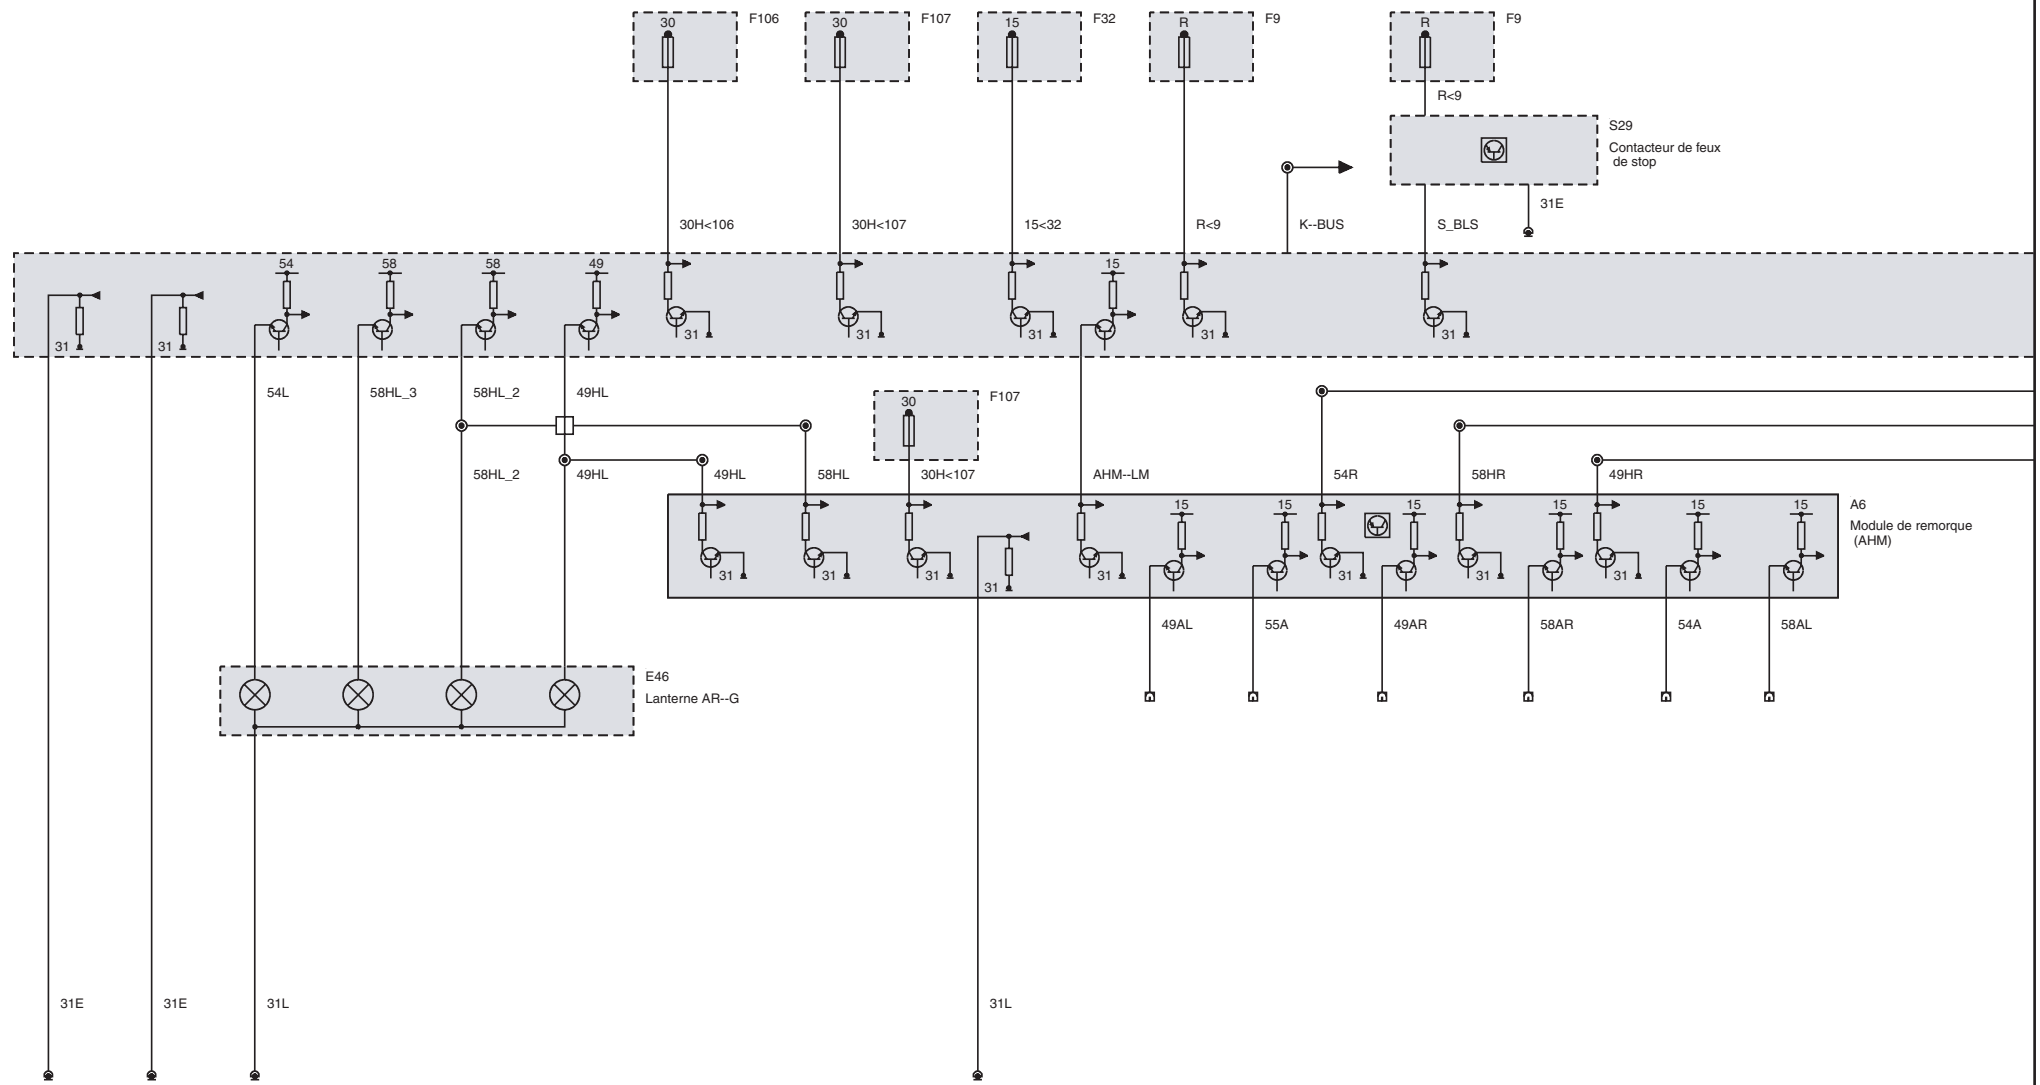 30 F106 30 F107 15 F32 R F9 R F9
R<9
S29
Contacteur de feux
de stop
31E
30H<106 30H<107 15<32 R<9 K--BUS S_BLS
54 58 58 49 15
31 31 31 31 31 31 31
54L 58HL_3 58HL_2 49HL
30 F107
58HL_2 49HL 49HL 58HL 30H<107 AHM--LM 54R 58HR 49HR
15 15 15 15 15 15 A6
Module de remorque
(AHM)
31 31 31 31 31 31 31 31
49AL 55A 49AR 58AR 54A 58AL
E46
Lanterne AR--G
31E 31E 31L 31L